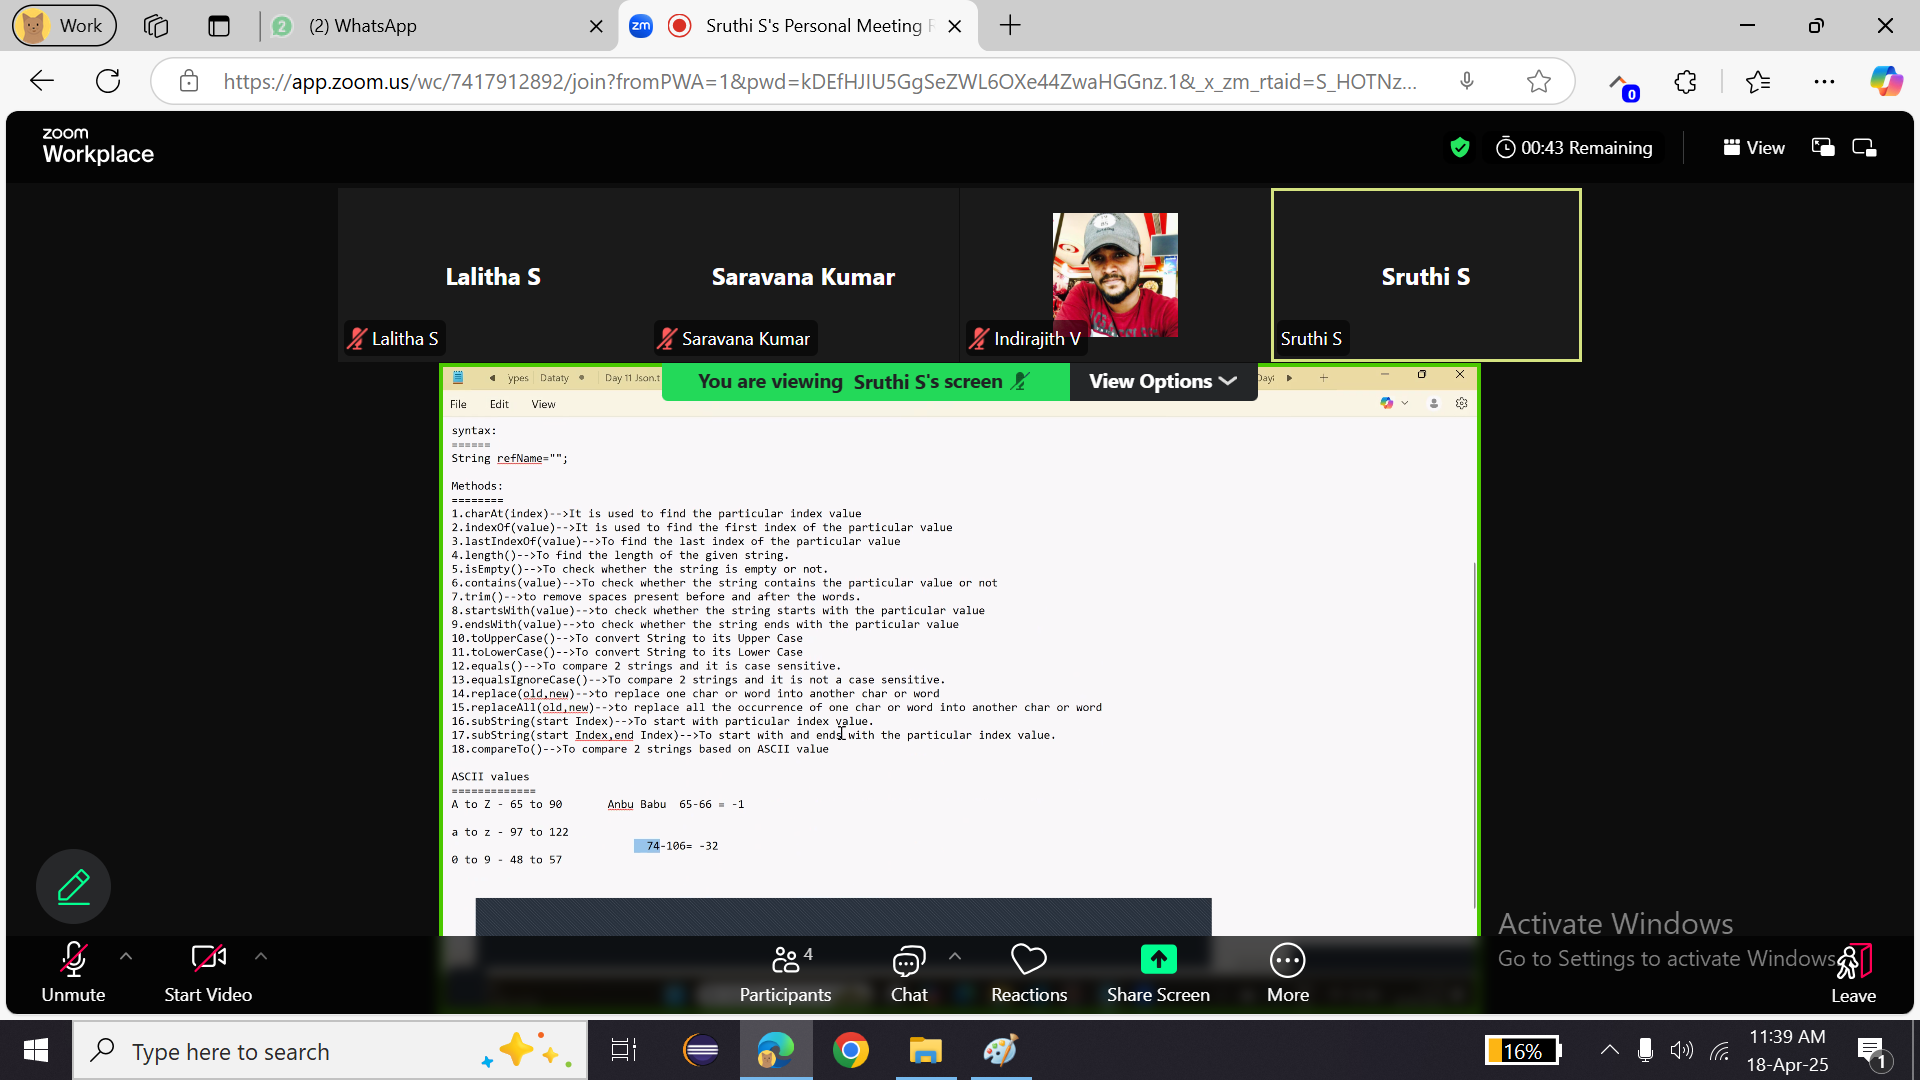 Work
2
(2) WhatsApp
zm
Sruthi S's Personal Meeting
https://app.zoom.us/wc/7417912892/join?fromPWA=1&pwd=kDEfHJIU5GgSeZWL6OXe44ZwaHGGnz.1&_x_zm_rtaid=S_HOTNz...
0
zoom
Workplace
00:43 Remaining
View
Lalitha S
Saravana Kumar
Sruthi S
Lalitha S
Saravana Kumar
Indirajith V
Sruthi S
ypes
Dataty
Day 11 Json.t
You are viewing Sruthi S's screen
View Options
File
Edit
View
syntax:
======
String refName="";
Methods:
========
1.charAt(index)-->It is used to find the particular index value
2.indexOf(value)-->It is used to find the first index of the particular value
3.lastIndexOf(value)-->To find the last index of the particular value
4.length()-->To find the length of the given string.
5.isEmpty()-->To check whether the string is empty or not.
6.contains(value)-->To check whether the string contains the particular value or not
7.trim()-->to remove spaces present before and after the words.
8.startsWith(value)-->to check whether the string starts with the particular value
9.endsWith(value)-->to check whether the string ends with the particular value
10.toUpperCase()-->To convert String to its Upper Case
11.toLowerCase()-->To convert String to its Lower Case
12.equals()-->To compare 2 strings and it is case sensitive.
13.equalsIgnoreCase()-->To compare 2 strings and it is not a case sensitive.
14.replace(old,new)-->to replace one char or word into another char or word
15.replaceAll(old,new)-->to replace all the occurrence of one char or word into another char or word
16.subString(start Index)-->To start with particular index value.
17.subString(start Index,end Index)-->To start with and ends with the particular index value.
18.compareTo()-->To compare 2 strings based on ASCII value
ASCII values
=============
A to Z - 65 to 90 Anbu Babu 65-66 = -1
a to z - 97 to 122
74-106= -32
0 to 9 - 48 to 57
Activate Windows
Go to Settings to activate Windows
Unmute
Start Video
4
Participants
Chat
Reactions
Share Screen
More
Leave
Type here to search
16%
11:39 AM
18-Apr-25
1